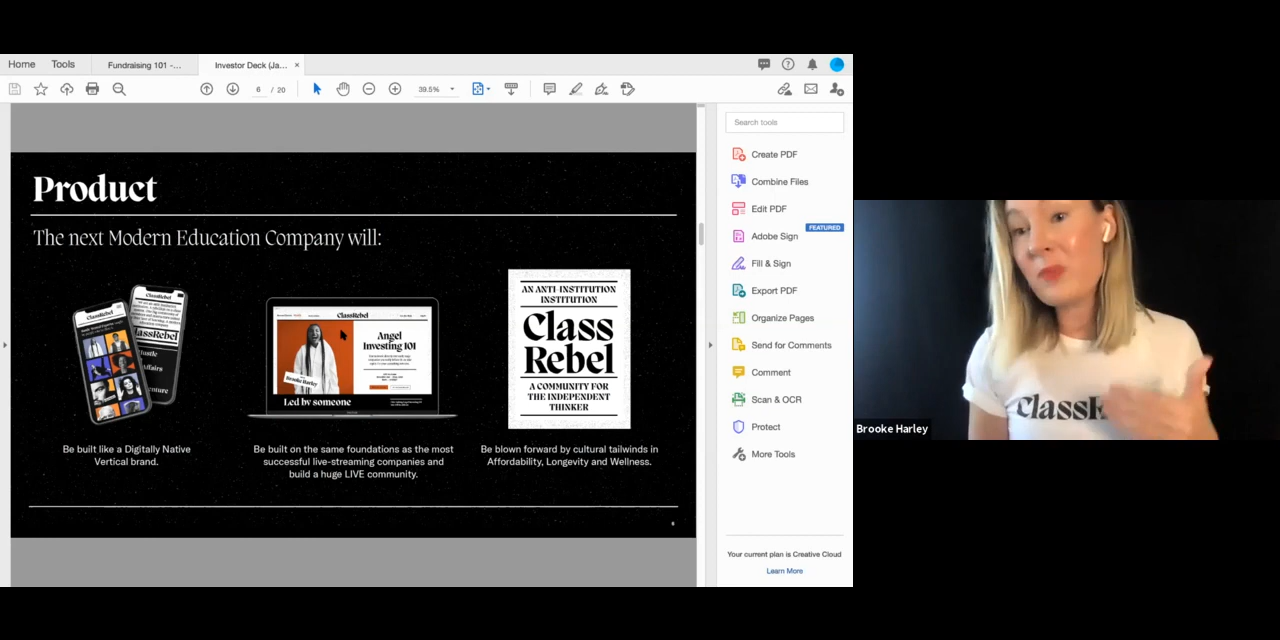 Home
Tools
Fundraising 101 -...
Investor Deck (Ja...
6 / 20
39.5%
Search tools
Create PDF
Combine Files
Edit PDF
FEATURED
Adobe Sign
Fill & Sign
Export PDF
Organize Pages
Send for Comments
Comment
Scan & OCR
Protect
More Tools
Your current plan is Creative Cloud
Learn More
Product
The next Modern Education Company will:
ClassRebel
ClassRebel
ClassRebel
Angel
Investing 101
Brooke Harley
Led by someone
AN ANTI-INSTITUTION
INSTITUTION
Class
Rebel
A COMMUNITY FOR
THE INDEPENDENT
THINKER
Be built like a Digitally Native
Vertical brand.
Be built on the same foundations as the most
successful live-streaming companies and
build a huge LIVE community.
Be blown forward by cultural tailwinds in
Affordability, Longevity and Wellness.
ClassR
Brooke Harley